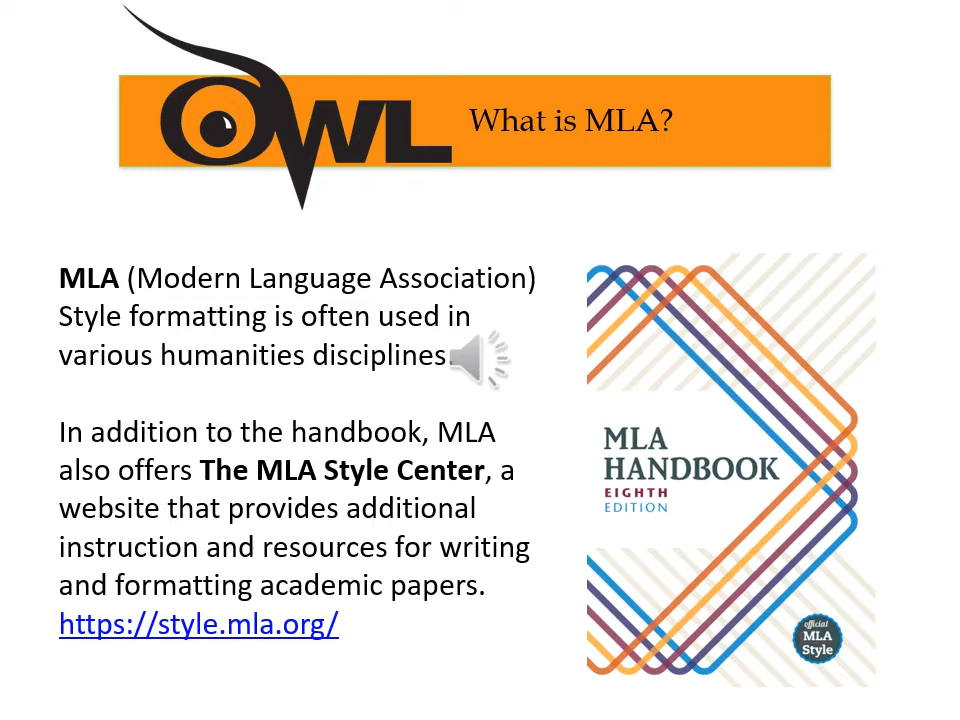 OWL
What is MLA?
MLA (Modern Language Association)
Style formatting is often used in
various humanities disciplines.
In addition to the handbook, MLA
also offers The MLA Style Center, a
website that provides additional
instruction and resources for writing
and formatting academic papers.
https://style.mla.org/
MLA
HANDBOOK
EIGHTH
EDITION
official
MLA
Style